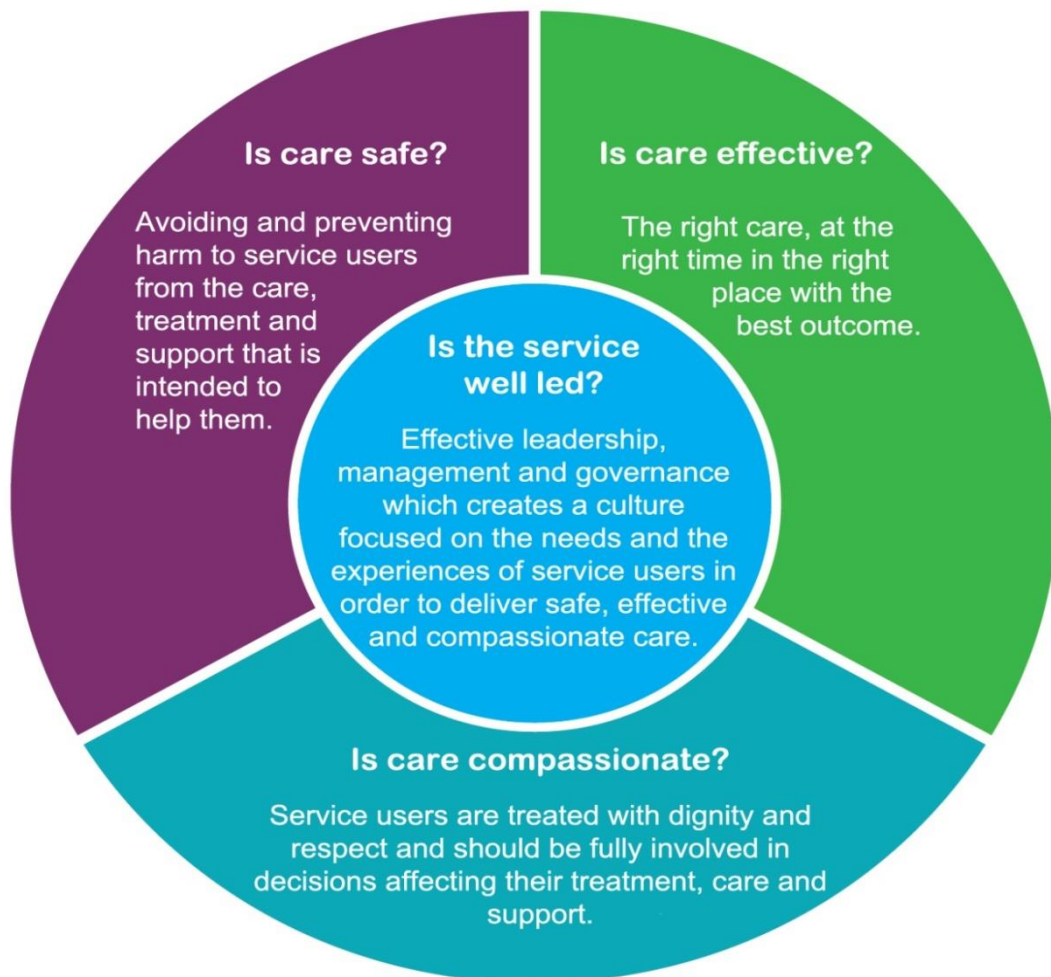 Is care safe?
Avoiding and preventing
harm to service users
from the care,
treatment and
support that is
intended to
help them.
Is care effective?
The right care, at the
right time in the right
place with the
best outcome.
Is the service
well led?
Effective leadership,
management and governance
which creates a culture
focused on the needs and the
experiences of service users in
order to deliver safe, effective
and compassionate care.
Is care compassionate?
Service users are treated with dignity and
respect and should be fully involved in
decisions affecting their treatment, care and
support.